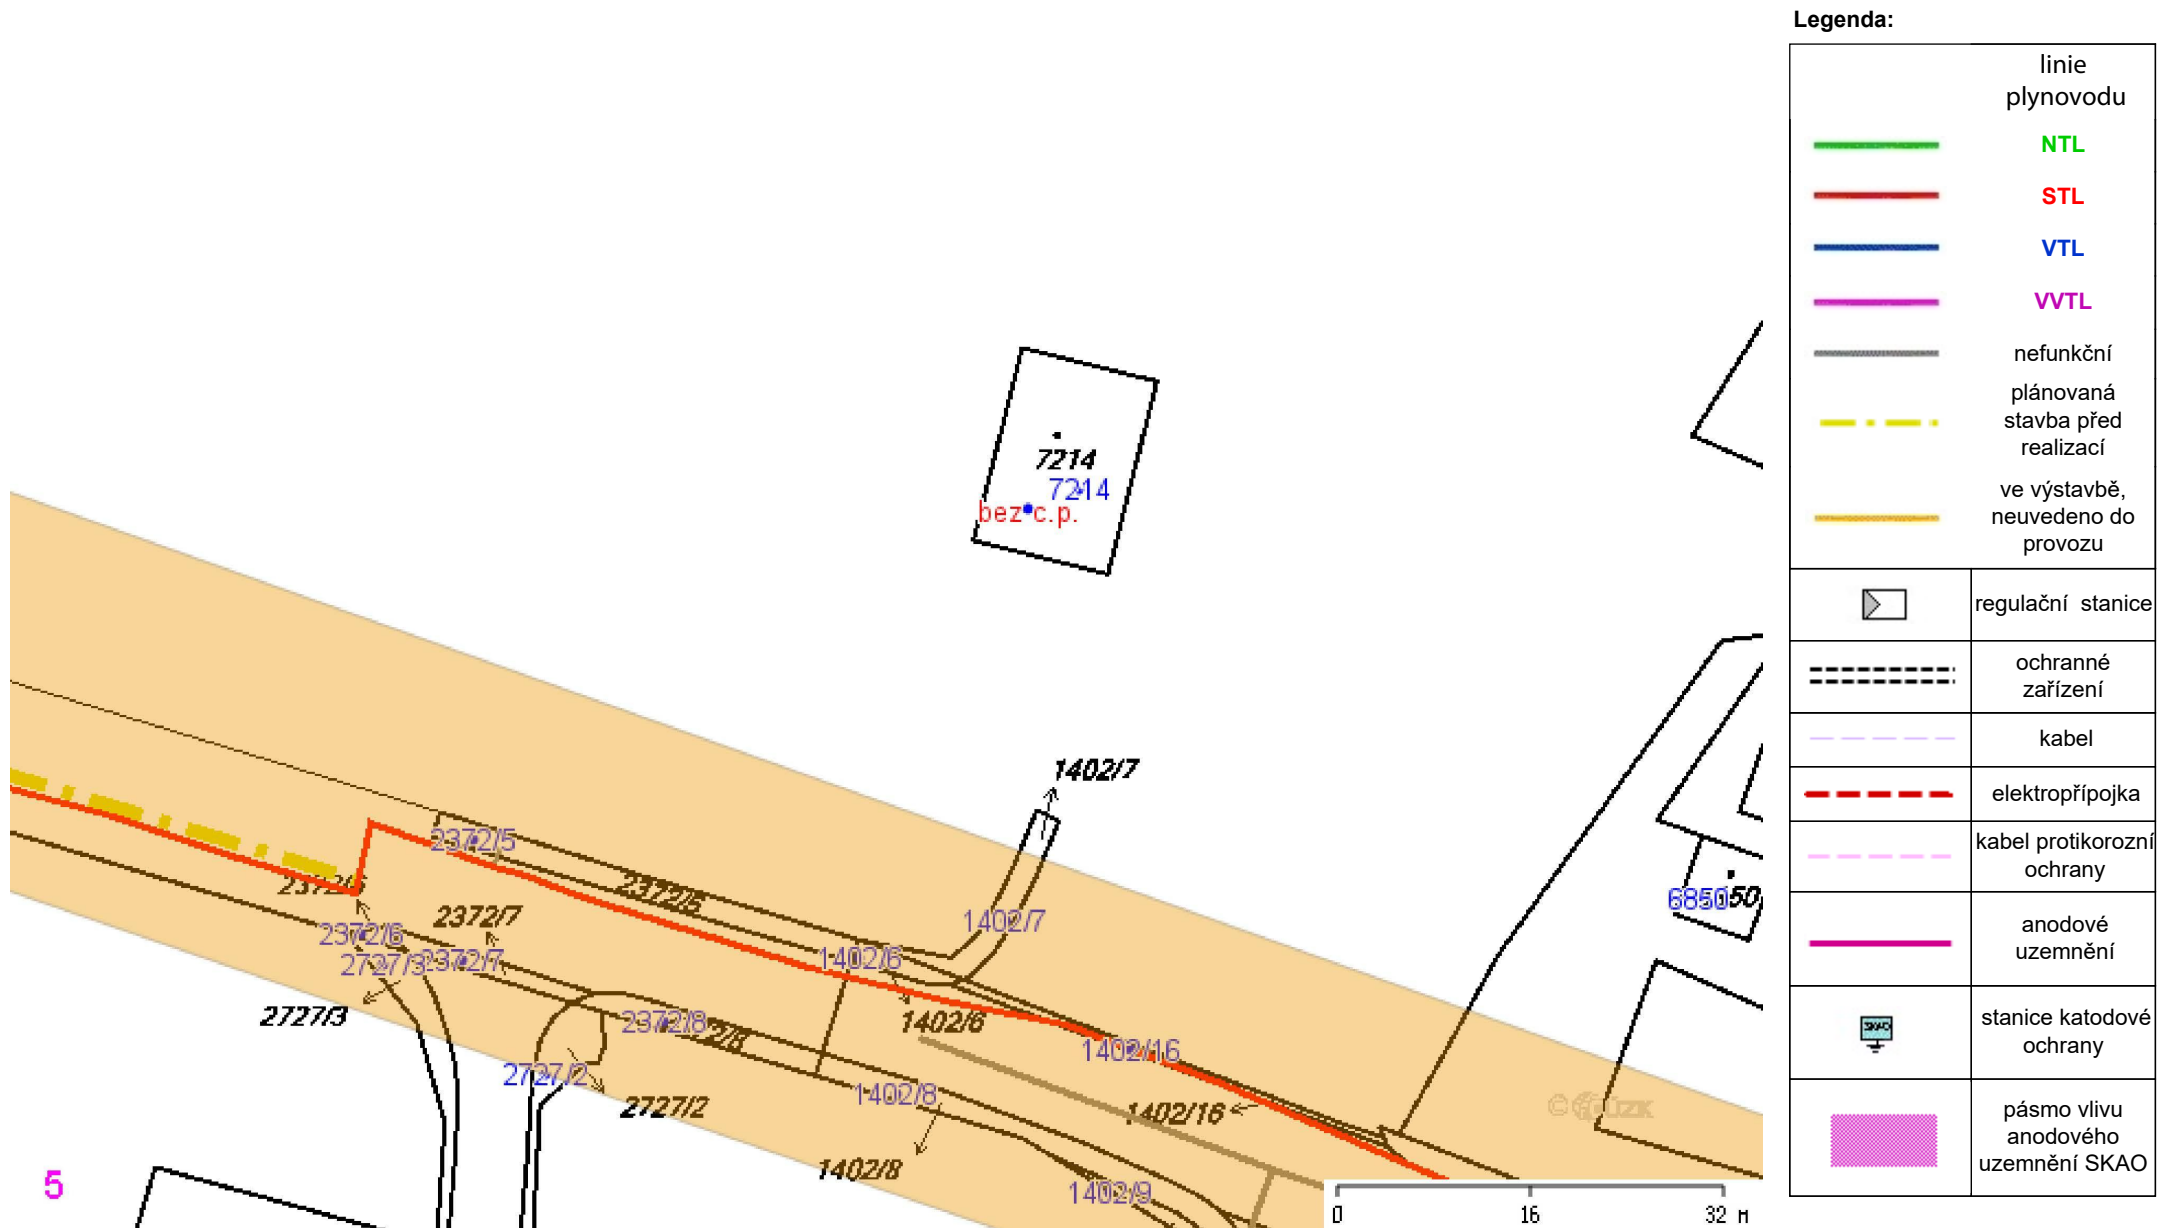 Legenda:
linie
plynovodu
NTL
STL
VTL
VVTL
nefunkční
plánovaná
stavba před
realizací
ve výstavbě,
neuvedeno do
provozu
regulační stanice
ochranné
zařízení
kabel
elektropřípojka
kabel protikorozní
ochrany
anodové
uzemnění
SKAO
stanice katodové
ochrany
pásmo vlivu
anodového
uzemnění SKAO
7214
7214
bez č.p.
1402/7
2372/5
2372/5
1402/7
6850
2372/7
2372/6
2727/3
2372/7
1402/6
2727/3
2372/8
1402/6
1402/16
2727/2
1402/8
2727/2
1402/16
1402/8
5
1402/9
0 16 32 м